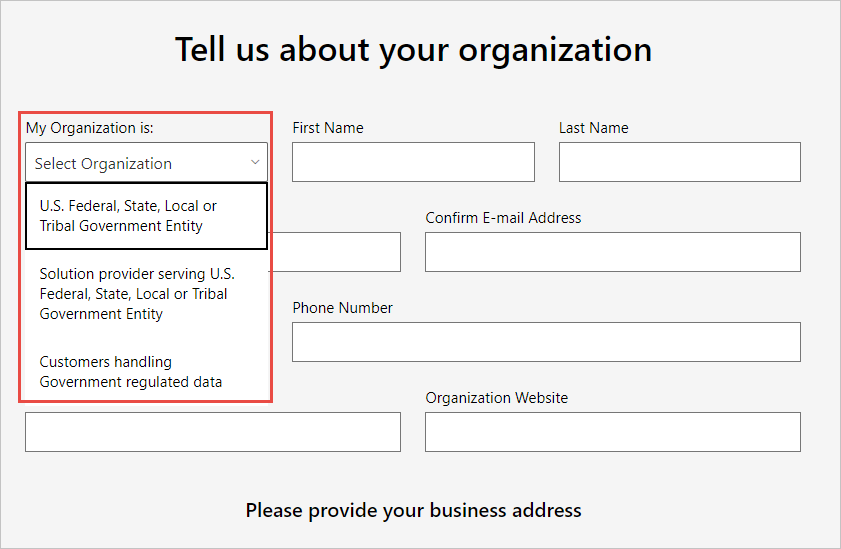 Tell us about your organization
My Organization is:
First Name
Last Name
Select Organization
U.S. Federal, State, Local or
Tribal Government Entity
Confirm E-mail Address
Solution provider serving U.S.
Federal, State, Local or Tribal
Government Entity
Phone Number
Customers handling
Government regulated data
Organization Website
Please provide your business address